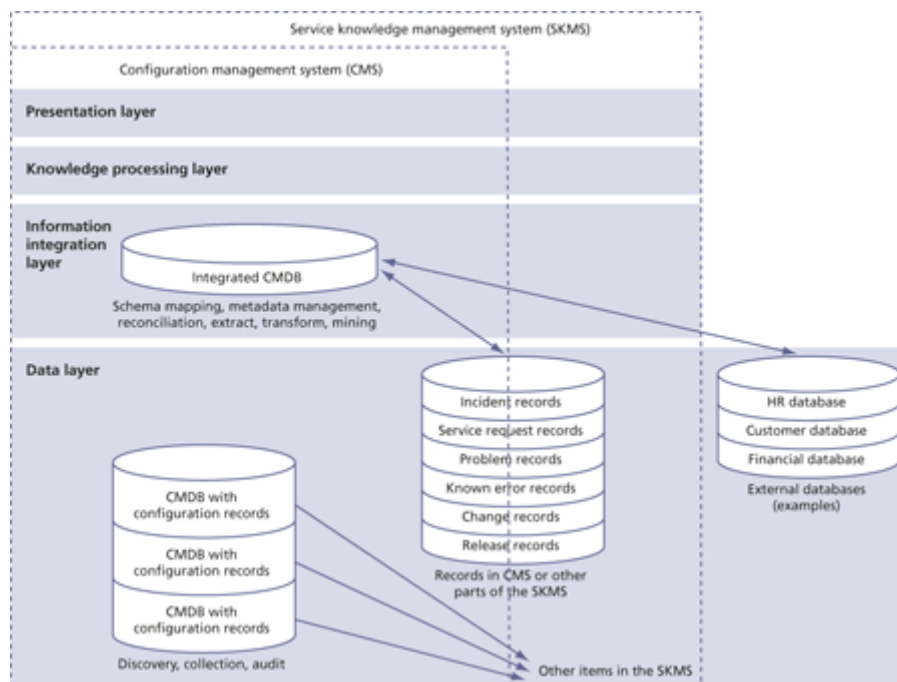 Service knowledge management system (SKMS)
Configuration management system (CMS)
Presentation layer
Knowledge processing layer
Information
integration
layer
Integrated CMDB
Schema mapping, metadata management,
reconciliation, extract, transform, mining
Data layer
Incident records
Service request records
Problem records
Known error records
Change records
Release records
Records in CMS or other
parts of the SKMS
HR database
Customer database
Financial database
External databases
(examples)
CMDB with
configuration records
CMDB with
configuration records
CMDB with
configuration records
Discovery, collection, audit
Other items in the SKMS